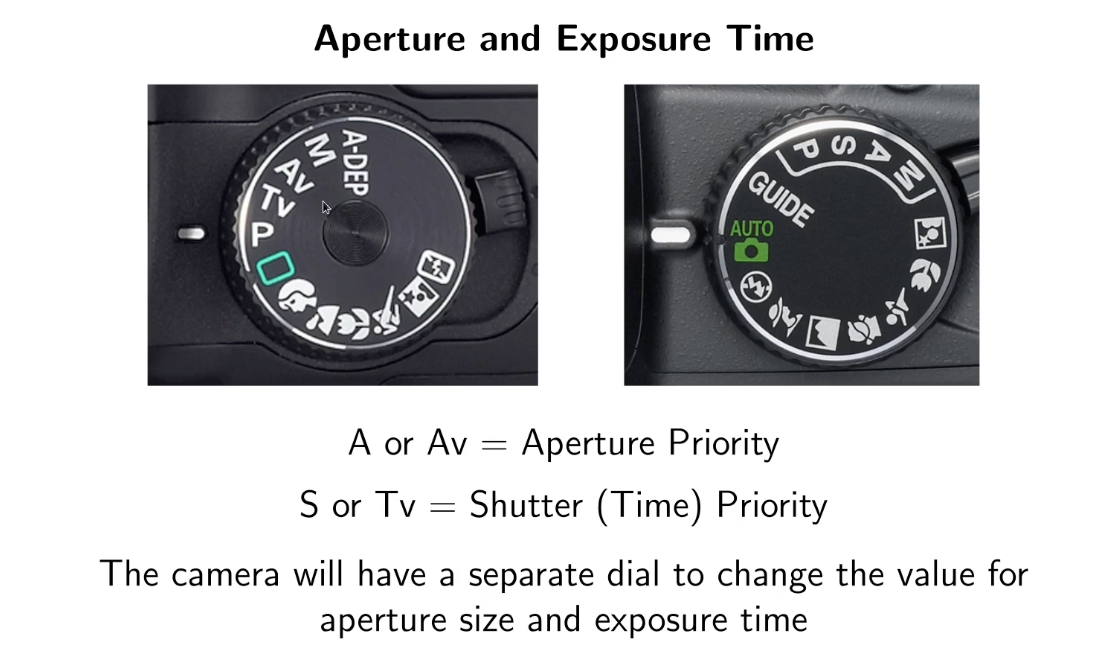 Aperture and Exposure Time
A-DEP
M
Av
Tv
P
P S A M
GUIDE
AUTO
A or Av = Aperture Priority
S or Tv = Shutter (Time) Priority
The camera will have a separate dial to change the value for
aperture size and exposure time